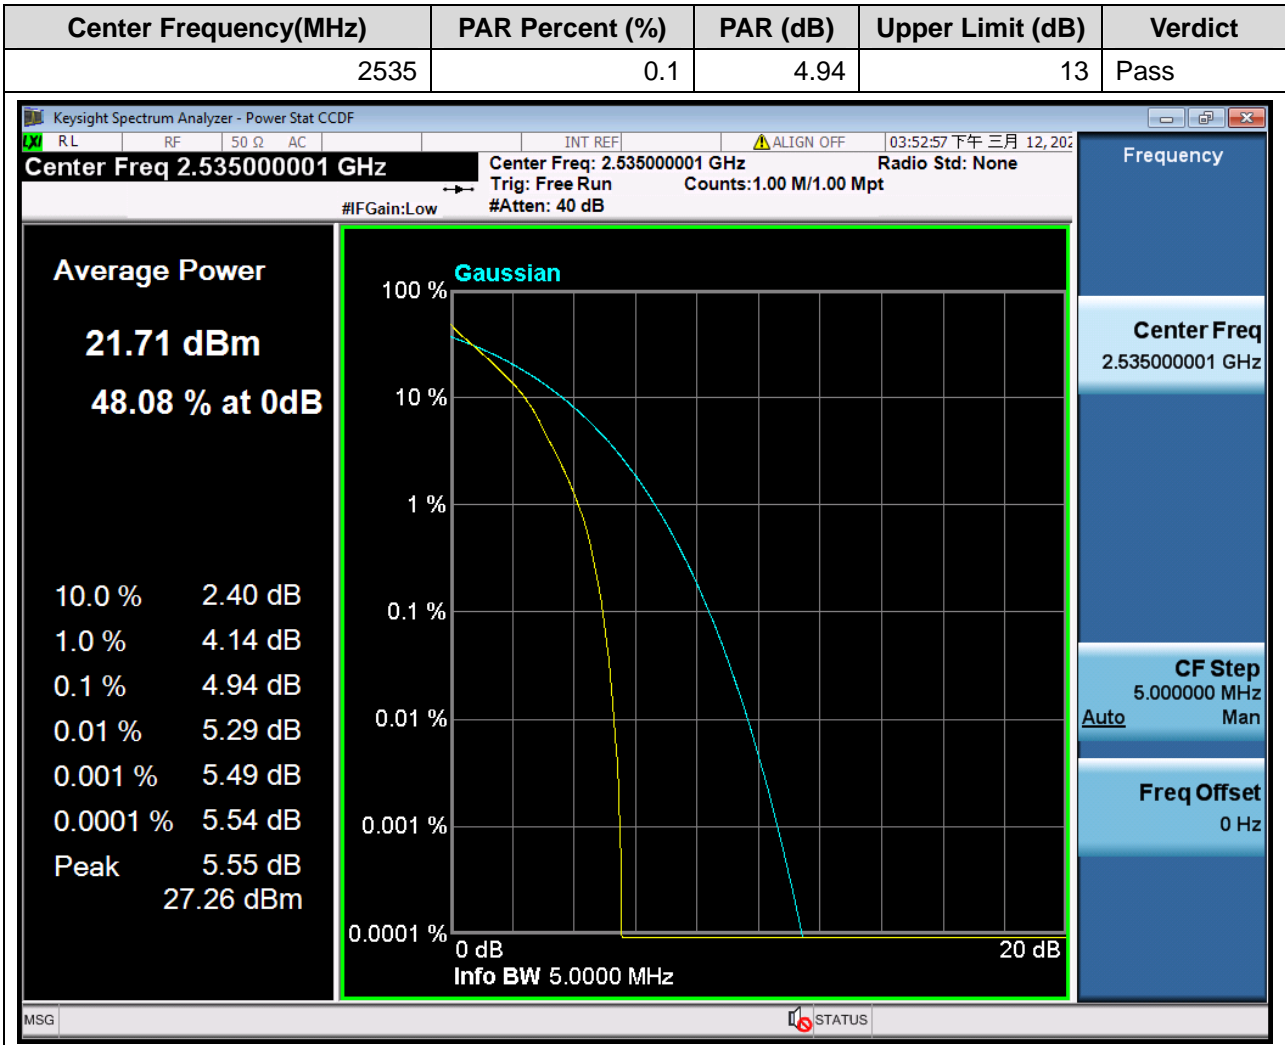 Center Frequency(MHz) PAR Percent (%) PAR (dB) Upper Limit (dB) Verdict
2535 0.1 4.94 13 Pass
Keysight Spectrum Analyzer - Power Stat CCDF
LXI RL RF 50 Ω AC INT REF ALIGN OFF 03:52:57 下午 三月 12, 202
Center Freq 2.535000001 GHz
Center Freq: 2.535000001 GHz Radio Std: None
Trig: Free Run Counts:1.00 M/1.00 Mpt
#IFGain:Low #Atten: 40 dB
Average Power
21.71 dBm
48.08 % at 0dB
10.0 % 2.40 dB
1.0 % 4.14 dB
0.1 % 4.94 dB
0.01 % 5.29 dB
0.001 % 5.49 dB
0.0001 % 5.54 dB
Peak 5.55 dB
27.26 dBm
Gaussian
100 %
10 %
1 %
0.1 %
0.01 %
0.001 %
0.0001 %
0 dB 20 dB
Info BW 5.0000 MHz
Frequency
Center Freq
2.535000001 GHz
CF Step
5.000000 MHz
Auto Man
Freq Offset
0 Hz
MSG STATUS